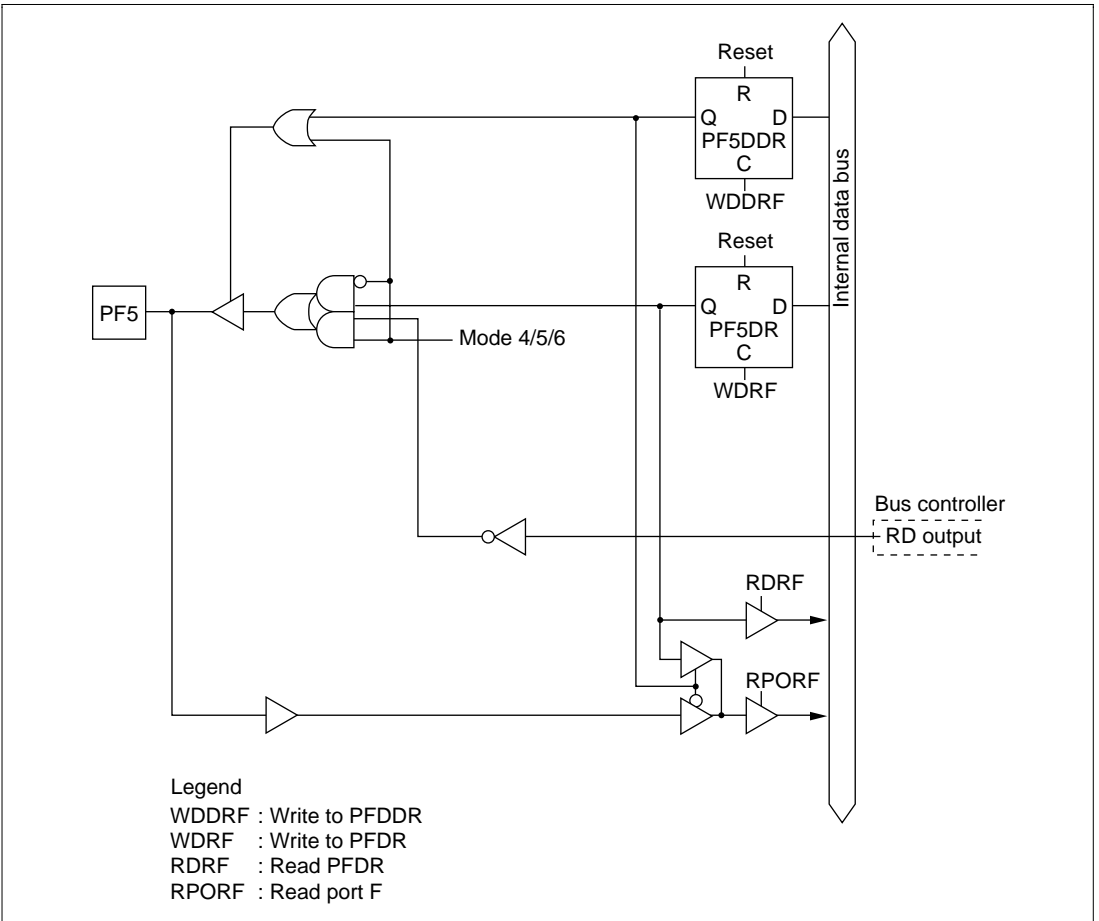 Reset
R
Q D
PF5DDR
C
WDDRF
Internal data bus
Reset
R
Q D
PF5DR
C
WDRF
PF5
Mode 4/5/6
Bus controller
RD output
RDRF
RPORF
Legend
WDDRF : Write to PFDDR
WDRF : Write to PFDR
RDRF : Read PFDR
RPORF : Read port F